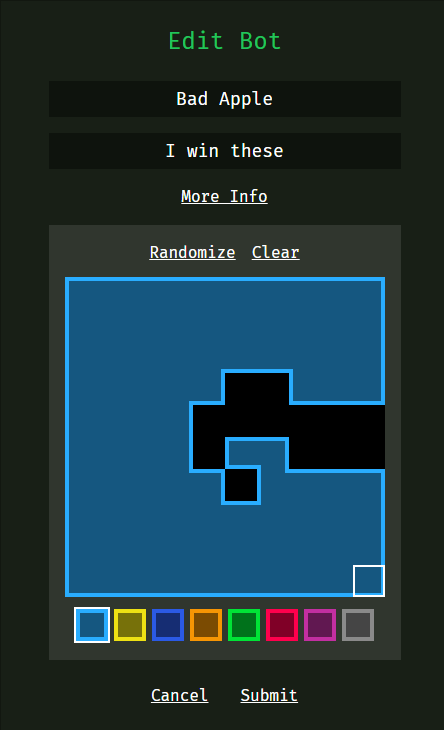 Edit Bot
Bad Apple
I win these
More Info
Randomize Clear
Cancel Submit